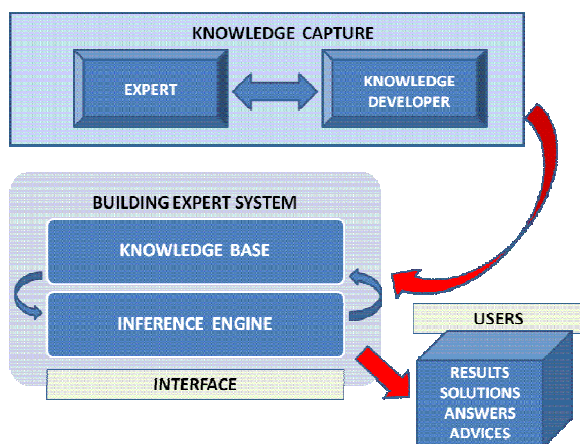 KNOWLEDGE CAPTURE
EXPERT
KNOWLEDGE
DEVELOPER
BUILDING EXPERT SYSTEM
KNOWLEDGE BASE
INFERENCE ENGINE
INTERFACE
USERS
RESULTS
SOLUTIONS
ANSWERS
ADVICES